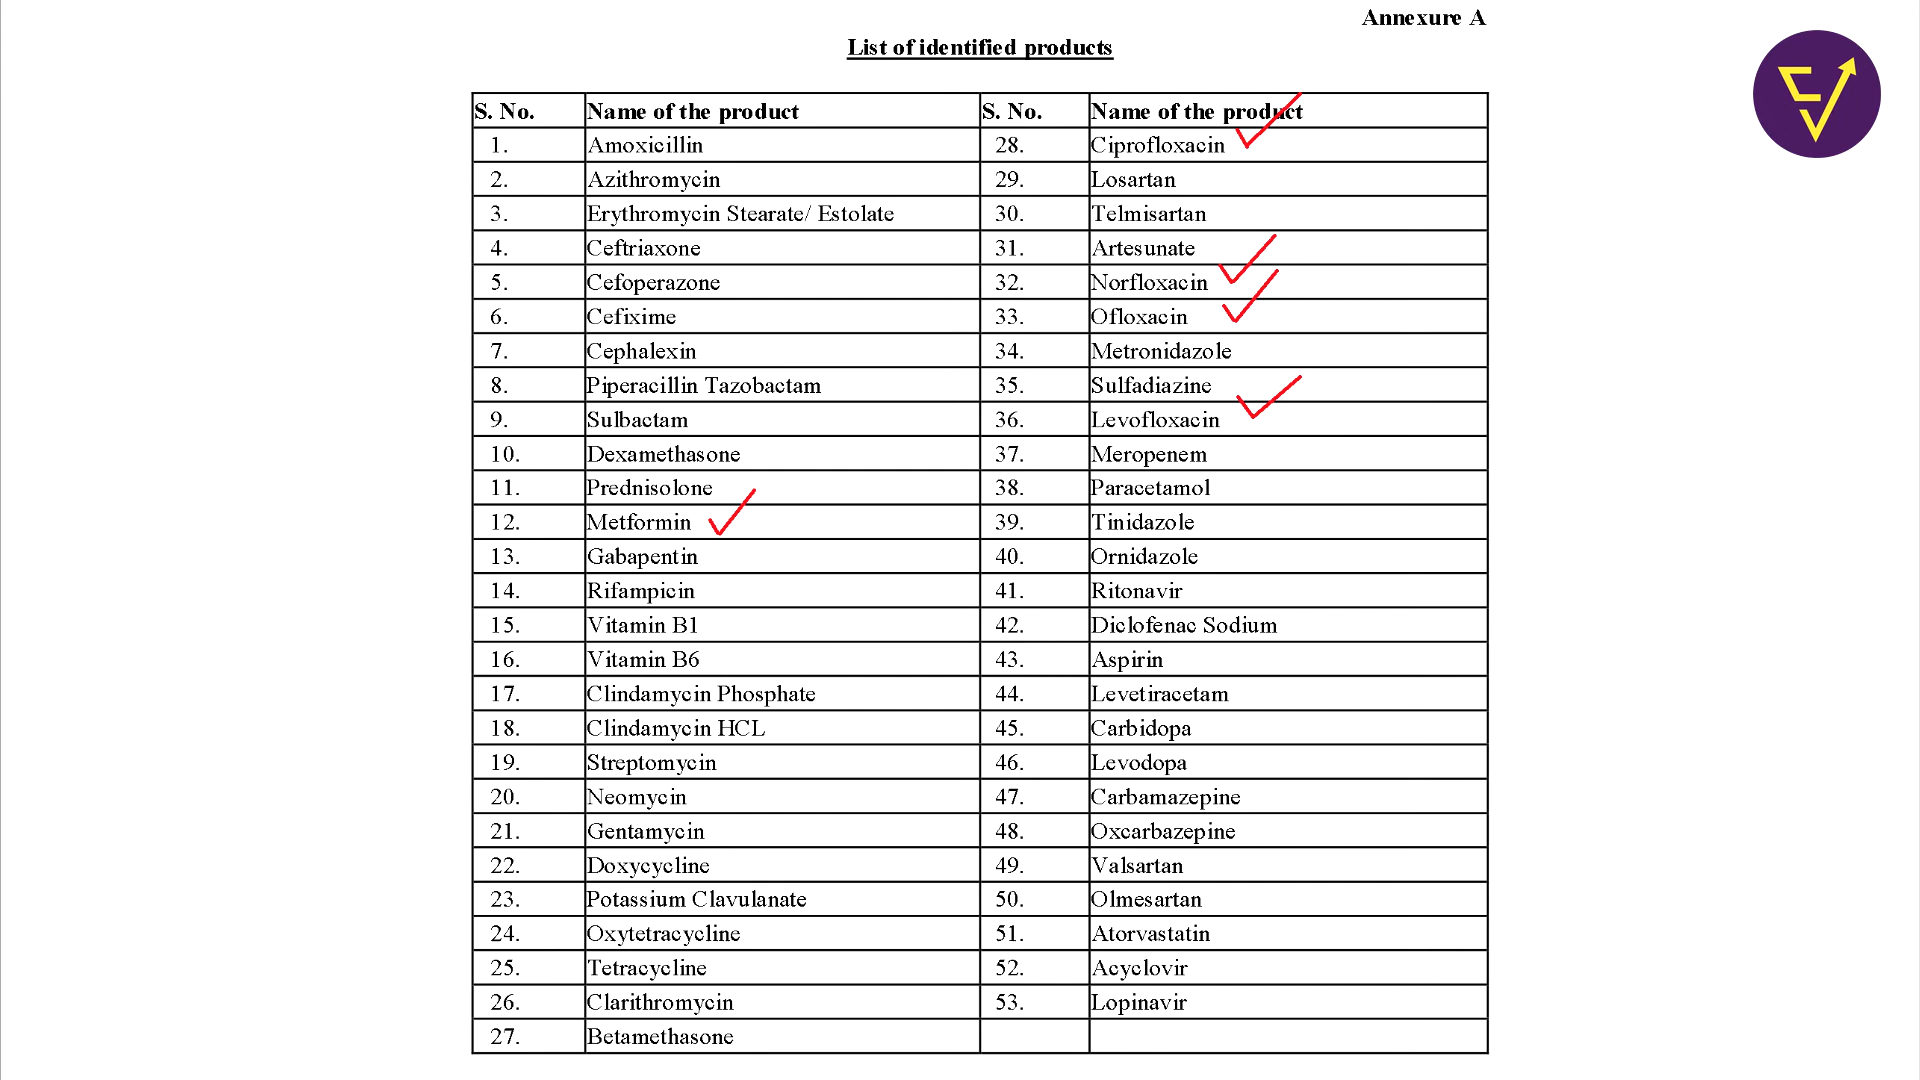 Annexure A
List of identified products
S. No. Name of the product S. No. Name of the product
1. Amoxicillin 28. Ciprofloxacin
2. Azithromycin 29. Losartan
3. Erythromycin Stearate/ Estolate 30. Telmisartan
4. Ceftriaxone 31. Artesunate
5. Cefoperazone 32. Norfloxacin
6. Cefixime 33. Ofloxacin
7. Cephalexin 34. Metronidazole
8. Piperacillin Tazobactam 35. Sulfadiazine
9. Sulbactam 36. Levofloxacin
10. Dexamethasone 37. Meropenem
11. Prednisolone 38. Paracetamol
12. Metformin 39. Tinidazole
13. Gabapentin 40. Ornidazole
14. Rifampicin 41. Ritonavir
15. Vitamin B1 42. Diclofenac Sodium
16. Vitamin B6 43. Aspirin
17. Clindamycin Phosphate 44. Levetiracetam
18. Clindamycin HCL 45. Carbidopa
19. Streptomycin 46. Levodopa
20. Neomycin 47. Carbamazepine
21. Gentamycin 48. Oxcarbazepine
22. Doxycycline 49. Valsartan
23. Potassium Clavulanate 50. Olmesartan
24. Oxytetracycline 51. Atorvastatin
25. Tetracycline 52. Acyclovir
26. Clarithromycin 53. Lopinavir
27. Betamethasone